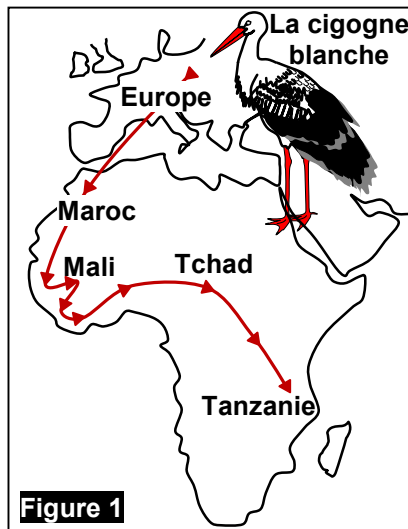 La cigogne
blanche
Europe
Maroc
Mali
Tchad
Tanzanie
Figure 1